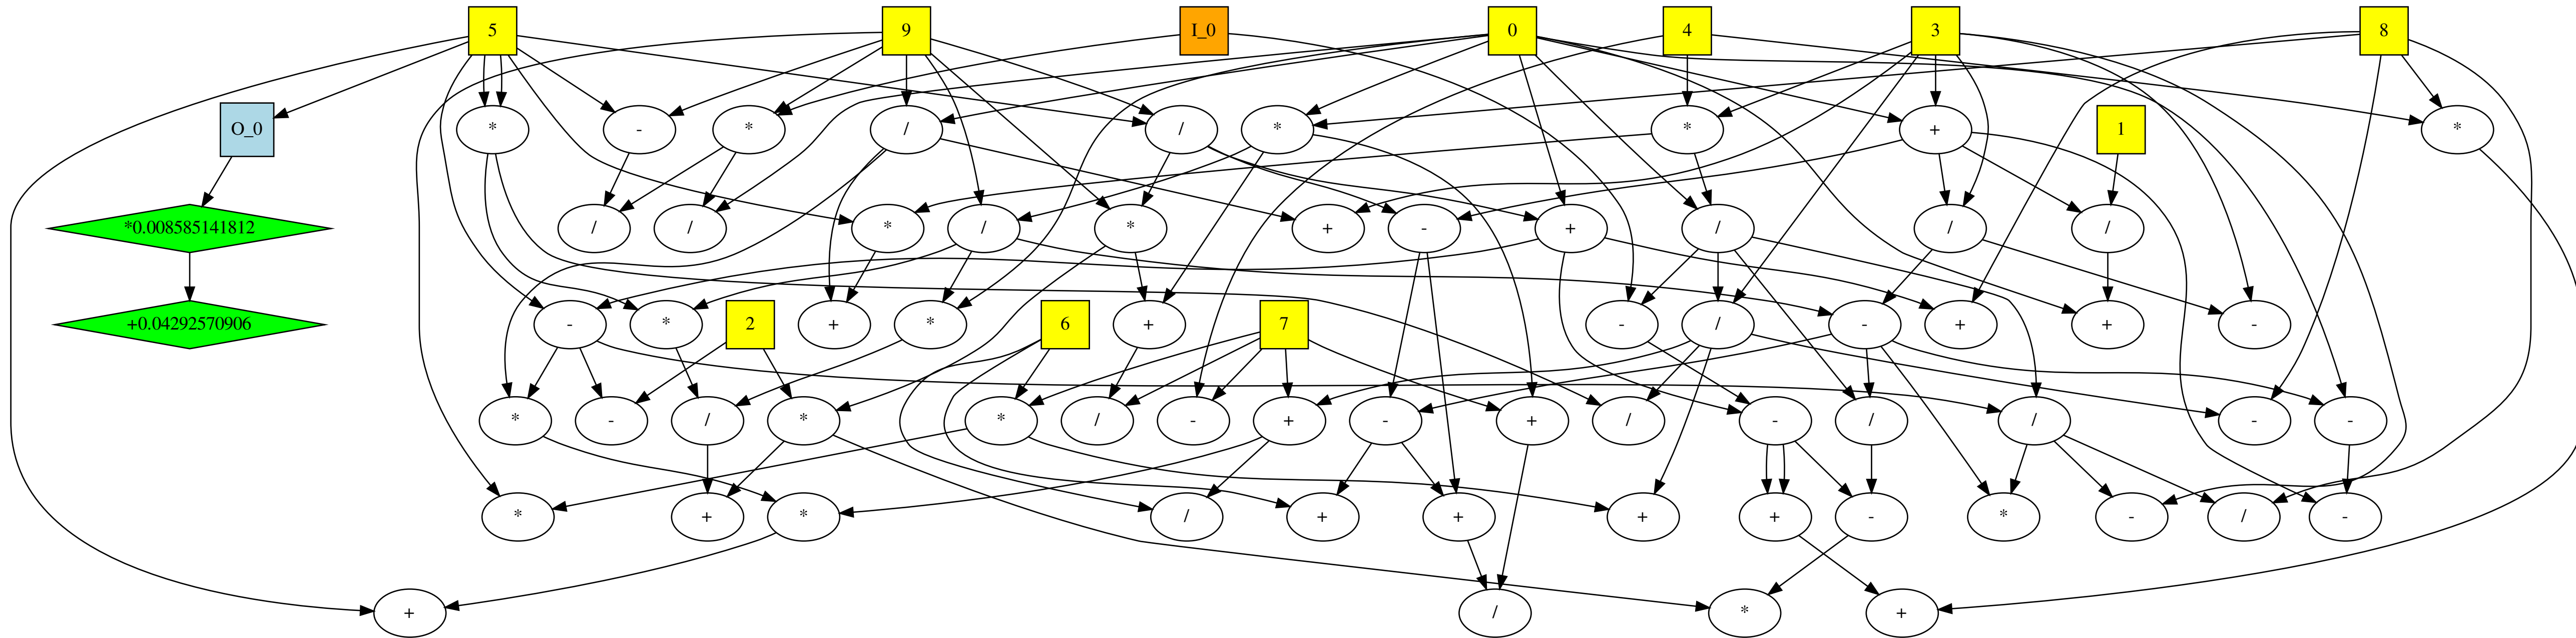 5 9 I_0 0 4 3 8
O_0 * - * / / * * + 1 *
*0.008585141812 / / * / * + - + / / /
+0.04292570906 - * 2 + * 6 + 7 - / - + + -
* - / * * / - + - + / - / / - -
* + * / + + + + - * - / -
+ / * +